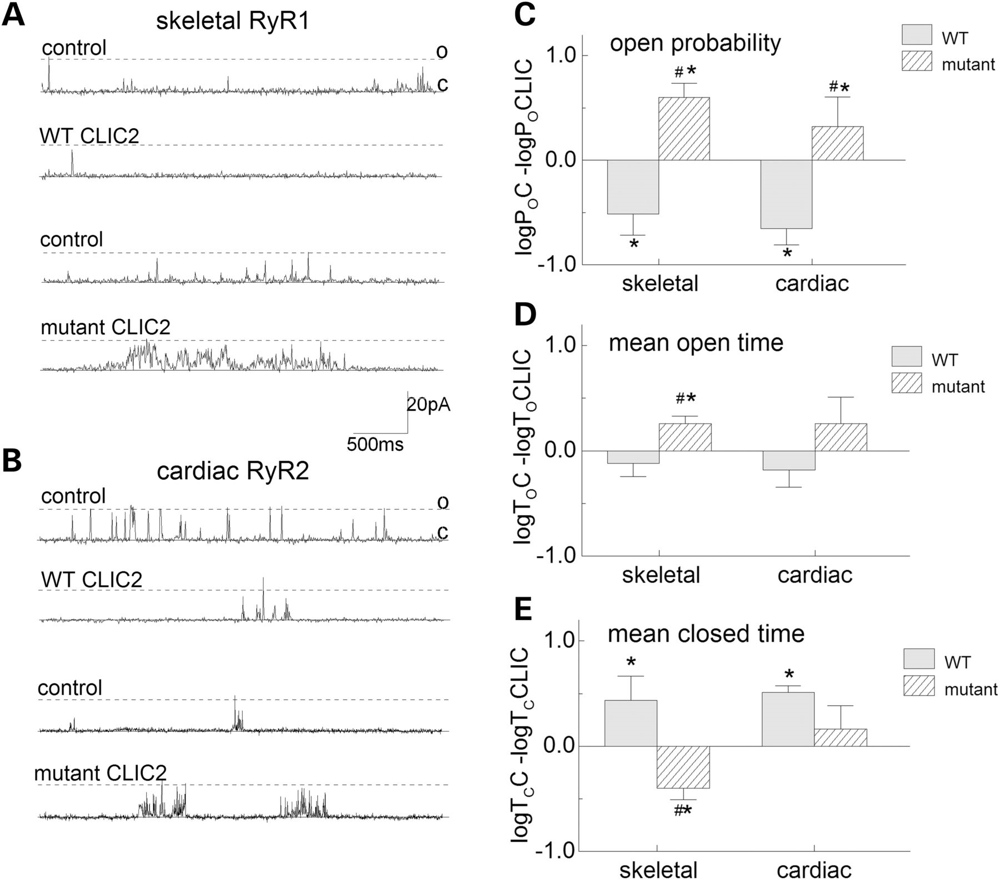 A
skeletal RyR1
control
o
c
WT CLIC2
control
mutant CLIC2
20pA
500ms
B
cardiac RyR2
control
o
c
WT CLIC2
control
mutant CLIC2
C
open probability
WT
mutant
logPOC -logPOCLIC
1.0
0.0
-1.0
#*
#*
*
*
skeletal cardiac
D
mean open time
WT
mutant
logTOC -logTOCLIC
1.0
0.0
-1.0
#*
skeletal cardiac
E
mean closed time
WT
mutant
logTCC -logTCCLIC
1.0
0.0
-1.0
*
*
#*
skeletal cardiac